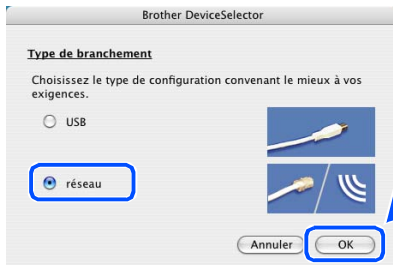 Brother DeviceSelector
Type de branchement
Choisissez le type de configuration convenant le mieux à vos
exigences.
USB
réseau
Annuler OK